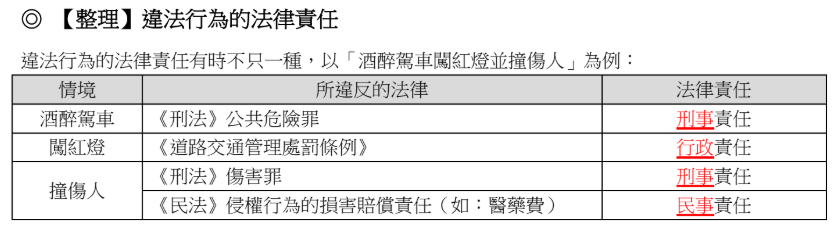 ◎ 【整理】違法行為的法律責任
違法行為的法律責任有時不只一種，以「酒醉駕車闖紅燈並撞傷人」為例：
情境 所違反的法律 法律責任
酒醉駕車 《刑法》公共危險罪 刑事責任
闖紅燈 《道路交通管理處罰條例》 行政責任
撞傷人 《刑法》傷害罪 刑事責任
《民法》侵權行為的損害賠償責任（如：醫藥費） 民事責任